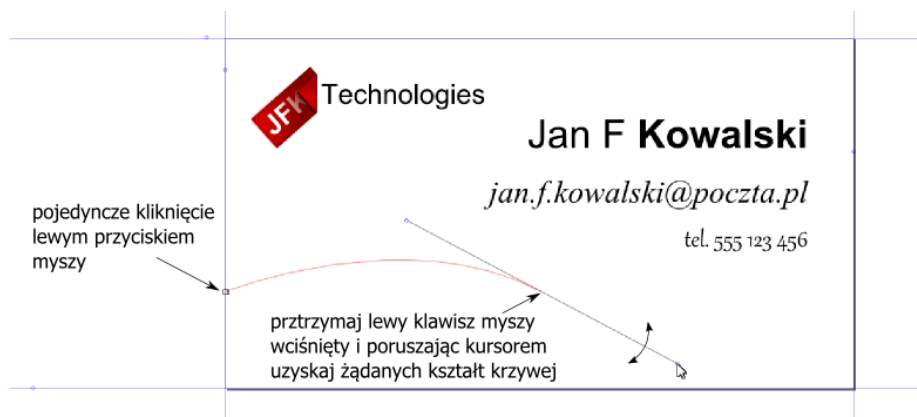 JFK
Technologies
Jan F Kowalski
jan.f.kowalski@poczta.pl
tel. 555 123 456
pojedyncze kliknięcie
lewym przyciskiem
myszy
prztrzymaj lewy klawisz myszy
wciśnięty i poruszając kursorem
uzyskaj żądanych kształt krzywej